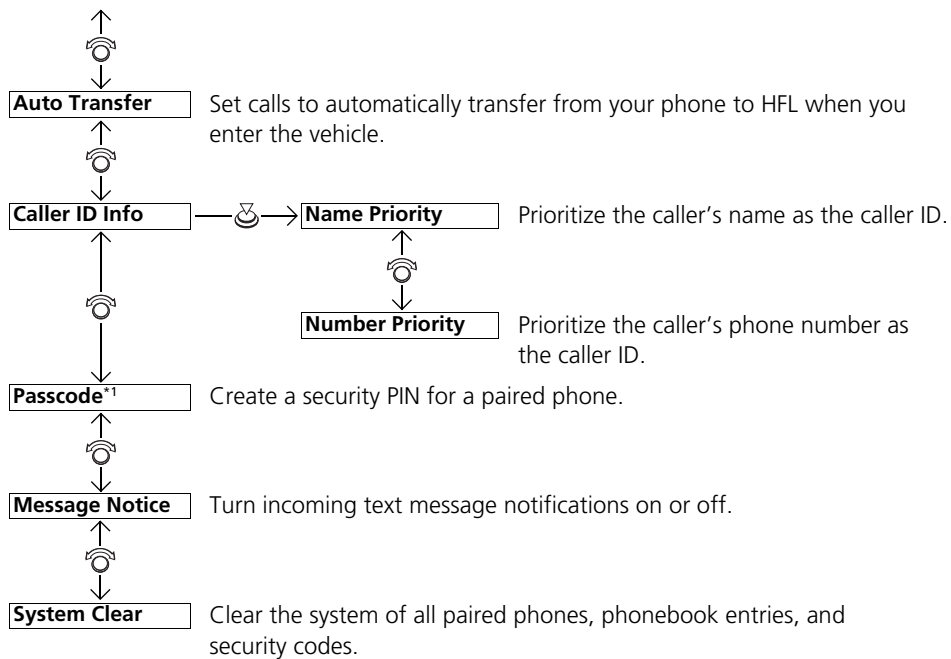 Auto Transfer
Set calls to automatically transfer from your phone to HFL when you
enter the vehicle.
Caller ID Info
Name Priority
Prioritize the caller’s name as the caller ID.
Number Priority
Prioritize the caller’s phone number as
the caller ID.
Passcode*1
Create a security PIN for a paired phone.
Message Notice
Turn incoming text message notifications on or off.
System Clear
Clear the system of all paired phones, phonebook entries, and
security codes.